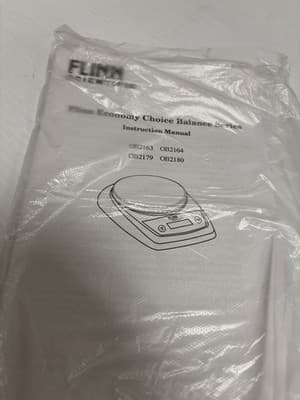 FLINN
SCIENTIFIC
Flinn Economy Choice Balance Series
Instruction Manual
OB2163 OB2164
OB2179 OB2180